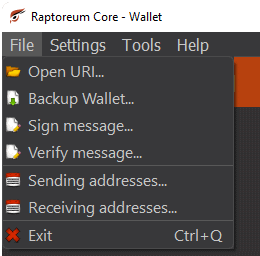 Raptoreum Core - Wallet
File Settings Tools Help
Open URI...
Backup Wallet...
Sign message...
Verify message...
Sending addresses...
Receiving addresses...
Exit Ctrl+Q